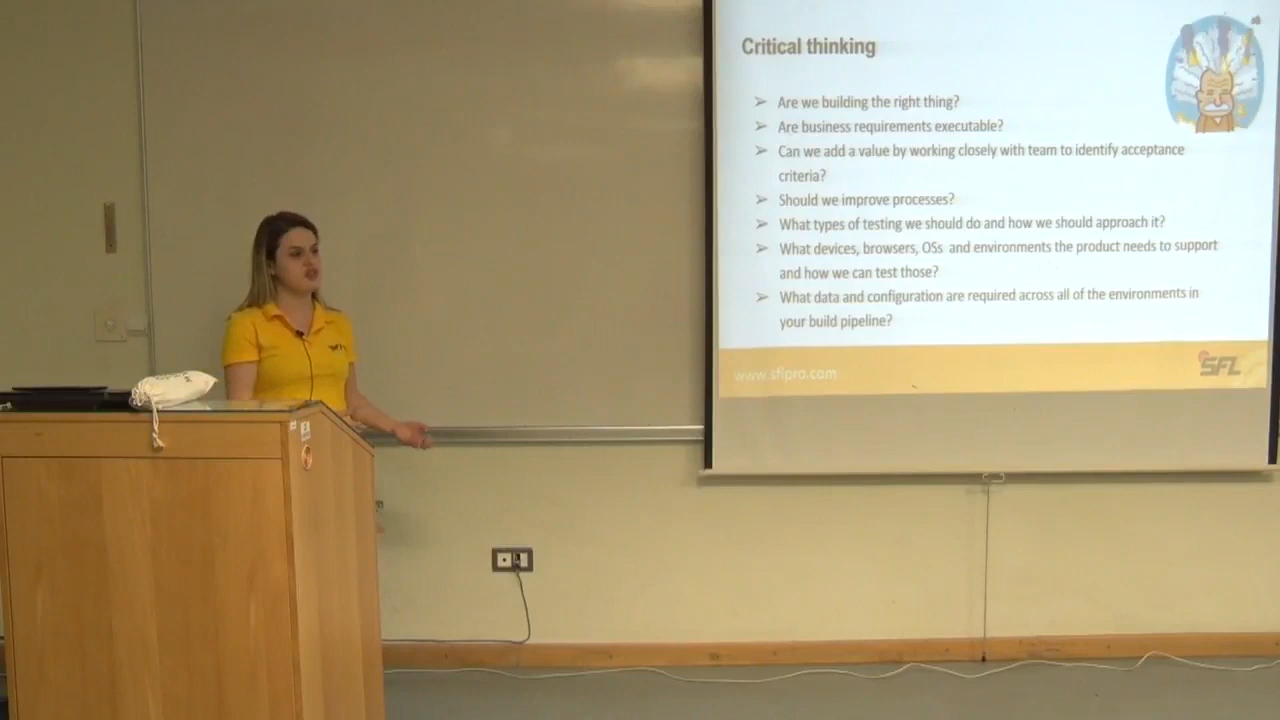 Critical thinking
➢ Are we building the right thing?
➢ Are business requirements executable?
➢ Can we add a value by working closely with team to identify acceptance
criteria?
➢ Should we improve processes?
➢ What types of testing we should do and how we should approach it?
➢ What devices, browsers, OSs and environments the product needs to support
and how we can test those?
➢ What data and configuration are required across all of the environments in
your build pipeline?
www.sflpro.com
SFL